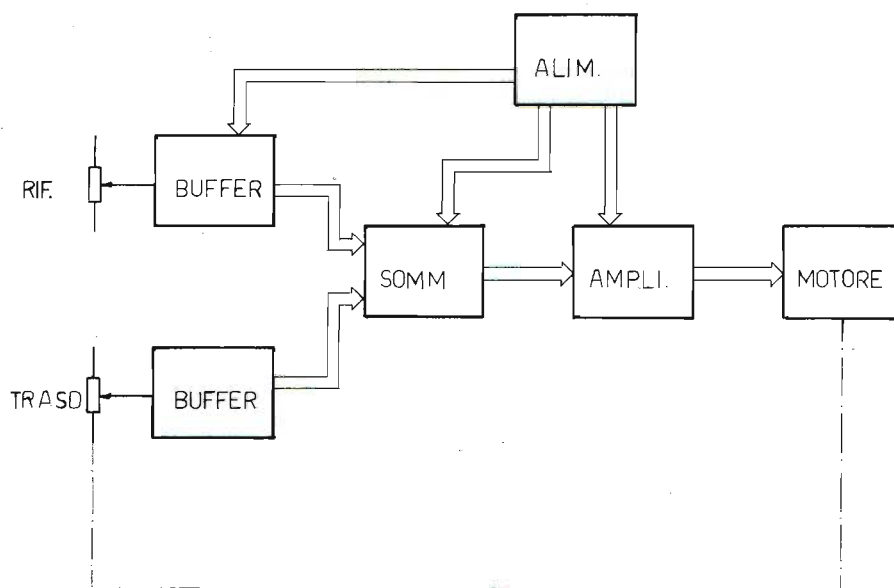 ALIM.
RIF.
BUFFER
SOMM
AMPLI.
MOTORE
TRASD
BUFFER